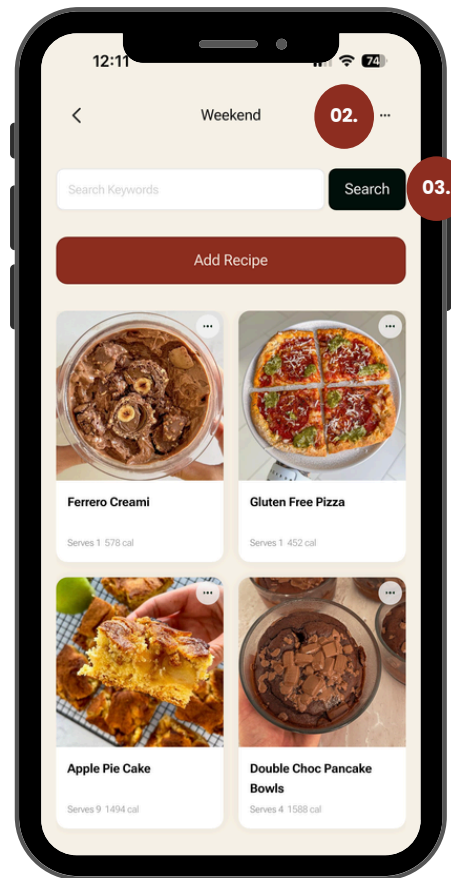 12:11
74
Weekend
02.
...
Search Keywords
Search
03.
Add Recipe
...
...
Ferrero Creami
Serves 1 578 cal
Gluten Free Pizza
Serves 1 452 cal
...
...
Apple Pie Cake
Serves 9 1494 cal
Double Choc Pancake
Bowls
Serves 4 1588 cal